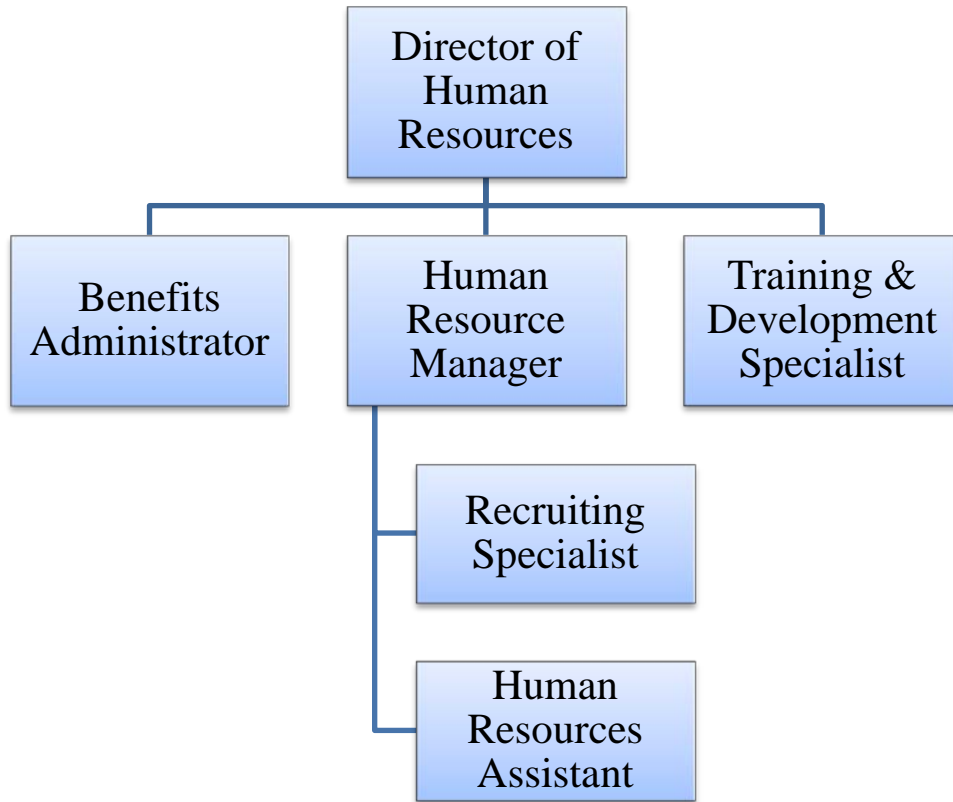 Director of
Human
Resources
Benefits
Administrator
Human
Resource
Manager
Training &
Development
Specialist
Recruiting
Specialist
Human
Resources
Assistant